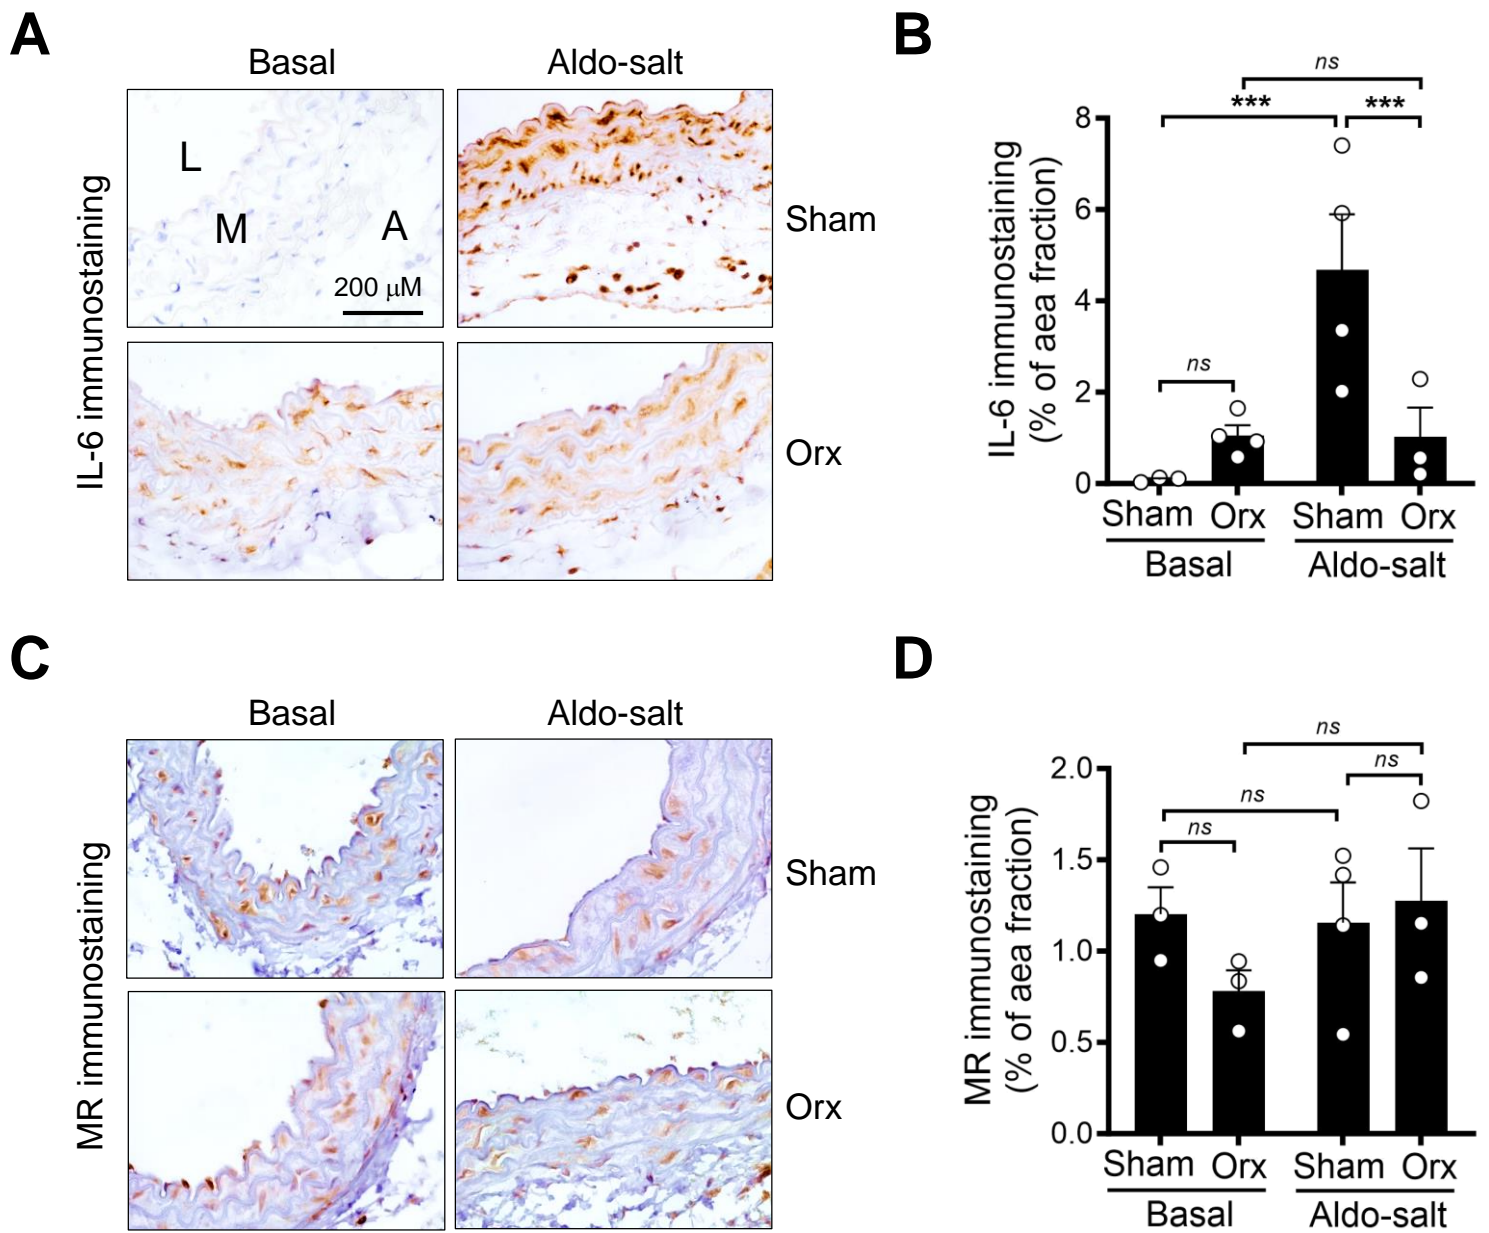 A
Basal
Aldo-salt
L
M
A
200 μM
IL-6 immunostaining
Sham
Orx
B
ns
***
***
ns
IL-6 immunostaining
(% of aea fraction)
8
6
4
2
0
Sham Orx Sham Orx
Basal Aldo-salt
C
Basal
Aldo-salt
MR immunostaining
Sham
Orx
D
ns
ns
ns
ns
MR immunostaining
(% of aea fraction)
2.0
1.5
1.0
0.5
0.0
Sham Orx Sham Orx
Basal Aldo-salt